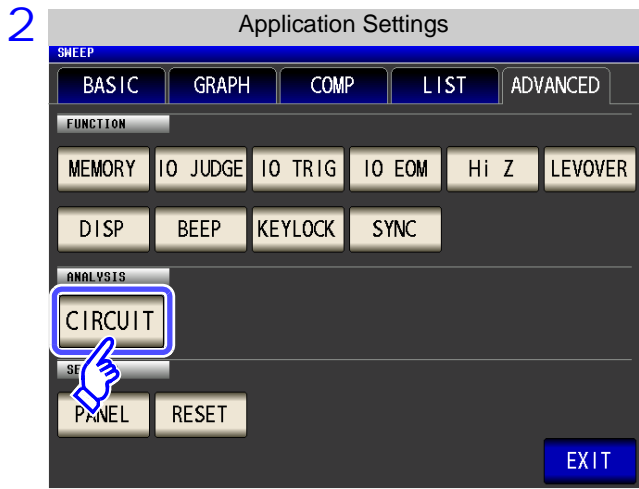 2
Application Settings
SWEEP
BASIC GRAPH COMP LIST ADVANCED
FUNCTION
MEMORY IO JUDGE IO TRIG IO EOM Hi Z LEVOVER
DISP BEEP KEYLOCK SYNC
ANALYSIS
CIRCUIT
SE
PANEL RESET
EXIT